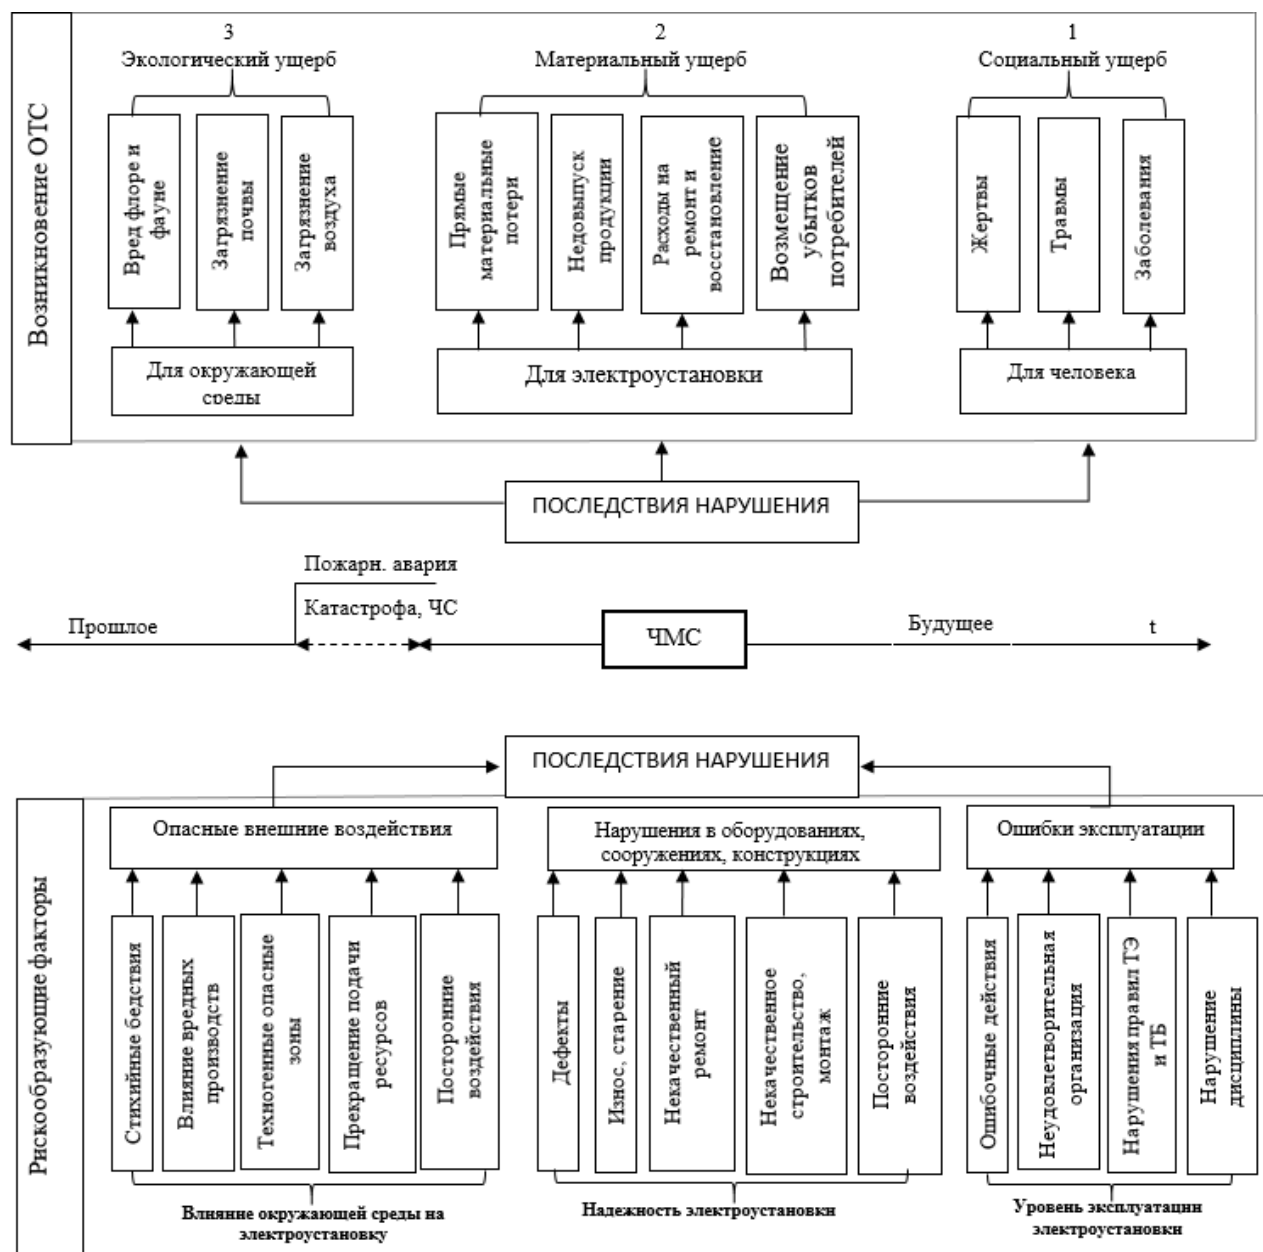 Возникновение ОТС
3
Экологический ущерб
2
Материальный ущерб
1
Социальный ущерб
Вред флоре и
фауне
Загрязнение
почвы
Загрязнение
воздуха
Прямые
материальные
потери
Недовыпуск
продукции
Расходы на
ремонт и
восстановление
Возмещение
убытков
потребителей
Жертвы
Травмы
Заболевания
Для окружающей
среды
Для электроустановки
Для человека
ПОСЛЕДСТВИЯ НАРУШЕНИЯ
Пожарн. авария
Катастрофа, ЧС
Прошлое
ЧМС
Будущее
t
ПОСЛЕДСТВИЯ НАРУШЕНИЯ
Рискообразующие факторы
Опасные внешние воздействия
Нарушения в оборудованиях,
сооружениях, конструкциях
Ошибки эксплуатации
Стихийные бедствия
Влияние вредных
производств
Техногенные опасные
зоны
Прекращение подачи
ресурсов
Посторонние
воздействия
Дефекты
Износ, старение
Некачественный
ремонт
Некачественное
строительство,
монтаж
Посторонние
воздействия
Ошибочные действия
Неудовлетворительная
организация
Нарушения правил ТЭ
и ТБ
Нарушение
дисциплины
Влияние окружающей среды на
электроустановку
Надежность электроустановки
Уровень эксплуатации
электроустановки